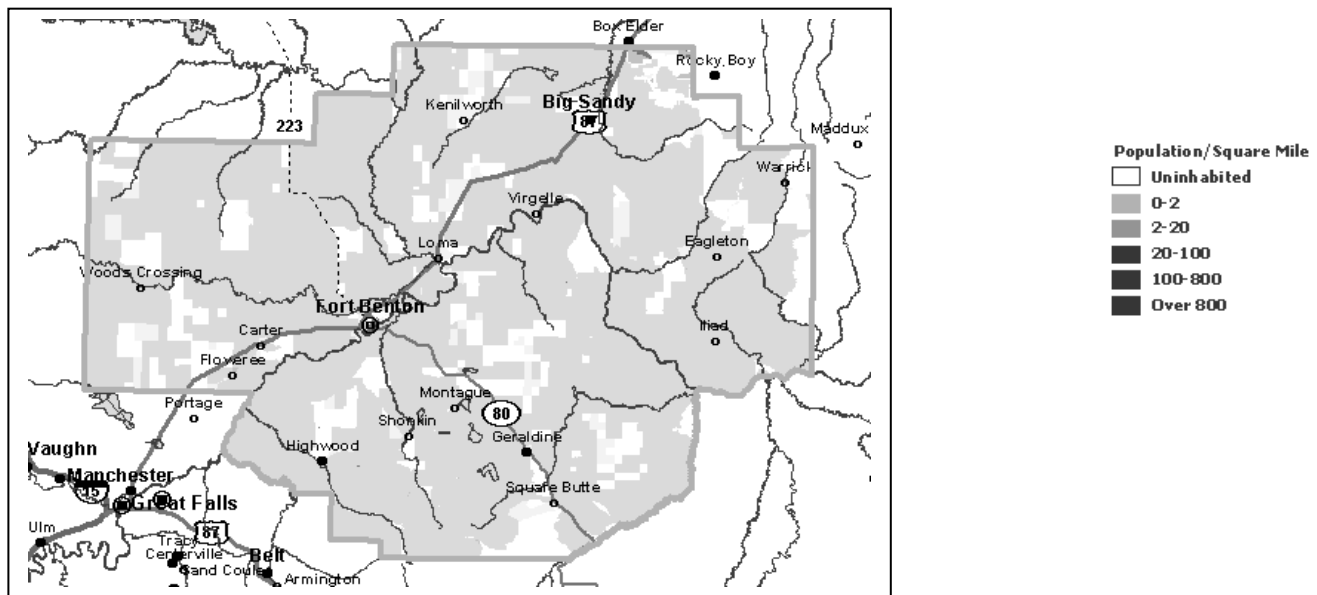 Box Elder
Rocky Boy
Kenilworth
Big Sandy
87
223
Maddux
Warrick
Virgelle
Loma
Eagleton
Woods Crossing
Fort Benton
Carter
Iliad
Floweree
Montague
Portage
80
Shonkin
Geraldine
Highwood
Vaughn
Manchester
15
Square Butte
Great Falls
Ulm
87
Tracy
Centerville
Belt
Sand Coulee
Armington
Population/Square Mile
Uninhabited
0-2
2-20
20-100
100-800
Over 800